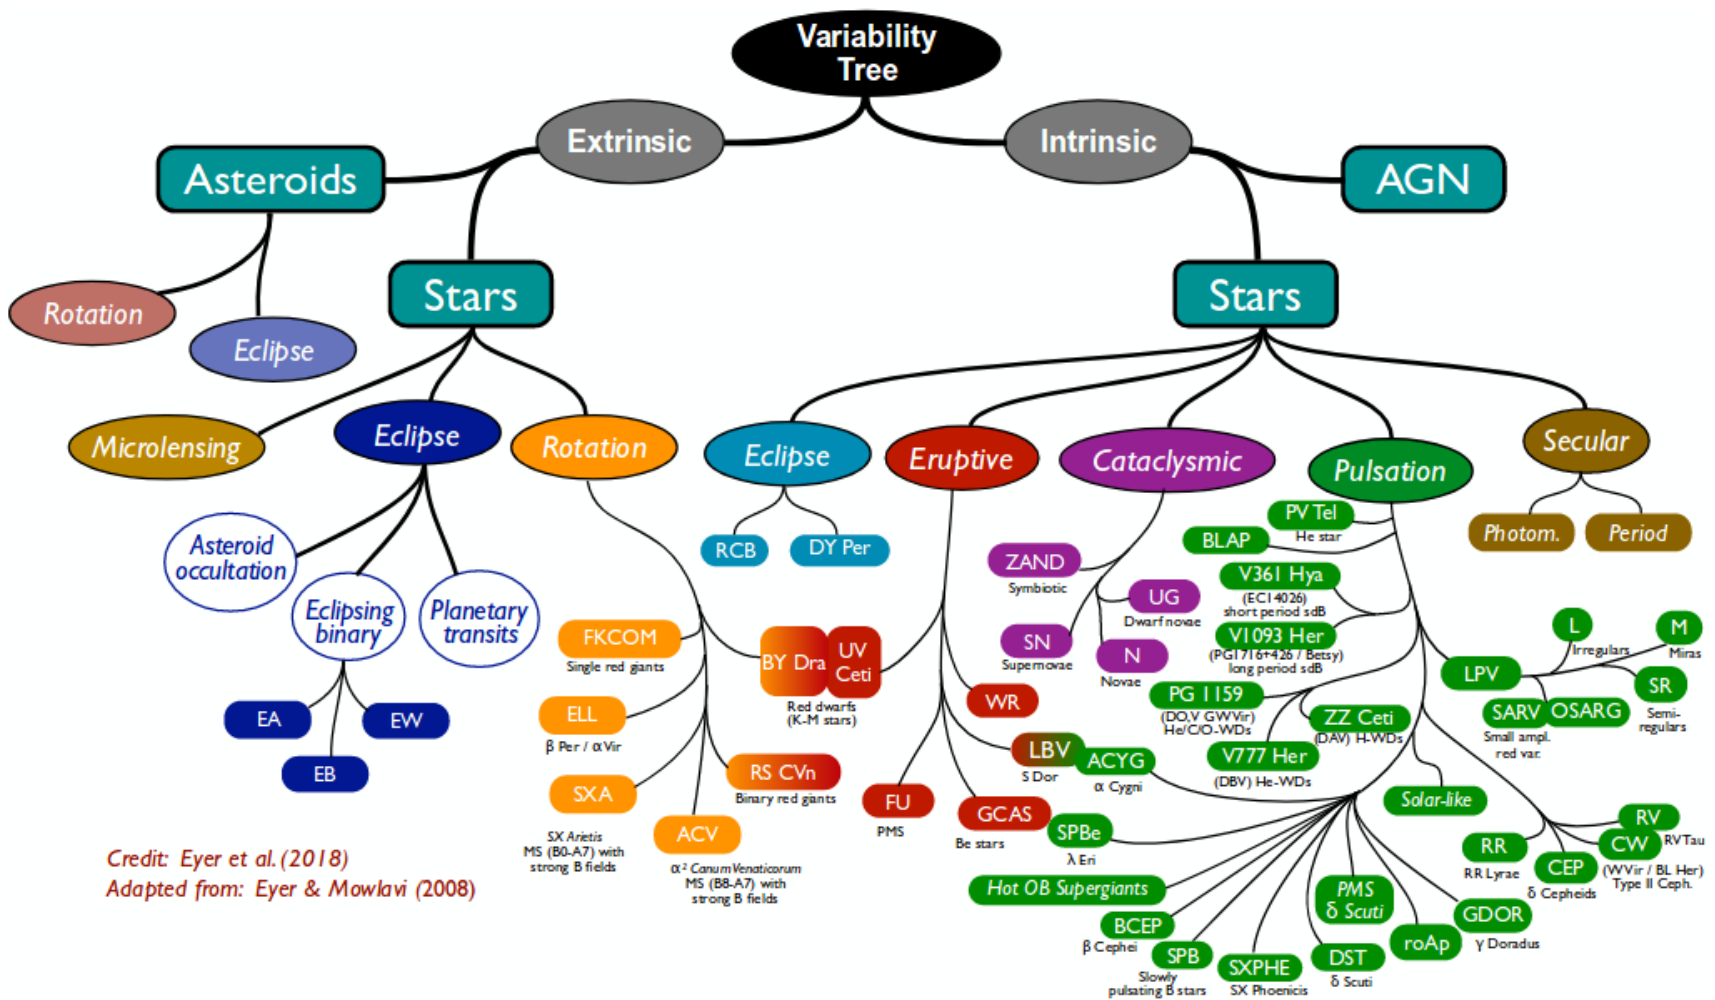 Variability
Tree
Extrinsic
Intrinsic
Asteroids
AGN
Rotation
Eclipse
Stars
Stars
Microlensing
Eclipse
Rotation
Eclipse
Eruptive
Cataclysmic
Pulsation
Secular
Asteroid
occultation
Eclipsing
binary
Planetary
transits
EA
EB
EW
FKCOM
Single red giants
ELL
β Per / α Vir
SXA
SX Arietis
MS (B0-A7) with
strong B fields
ACV
α² Canum Venaticorum
MS (B8-A7) with
strong B fields
RS CVn
Binary red giants
BY Dra
UV
Ceti
Red dwarfs
(K-M stars)
RCB
DY Per
WR
LBV
S Dor
FU
PMS
GCAS
Be stars
ZAND
Symbiotic
UG
Dwarf novae
SN
Supernovae
N
Novae
PV Tel
He star
BLAP
V361 Hya
(EC14026)
short period sdB
V1093 Her
(PG1716+426 / Betsy)
long period sdB
PG 1159
(DO,V GWVir)
He/C/O-WDs
ZZ Ceti
(DAV) H-WDs
V777 Her
(DBV) He-WDs
ACYG
α Cygni
SPBe
λ Eri
Hot OB Supergiants
BCEP
β Cephei
SPB
Slowly
pulsating B stars
SXPHE
SX Phoenicis
DST
δ Scuti
PMS
δ Scuti
roAp
GDOR
γ Doradus
Solar-like
LPV
L
Irregulars
M
Miras
SR
Semi-
regulars
SARV
OSARG
Small ampl.
red var.
RR
RR Lyrae
CEP
δ Cepheids
RV
RV Tau
CW
(WVir / BL Her)
Type II Ceph.
Photom.
Period
Credit: Eyer et al. (2018)
Adapted from: Eyer & Mowlavi (2008)